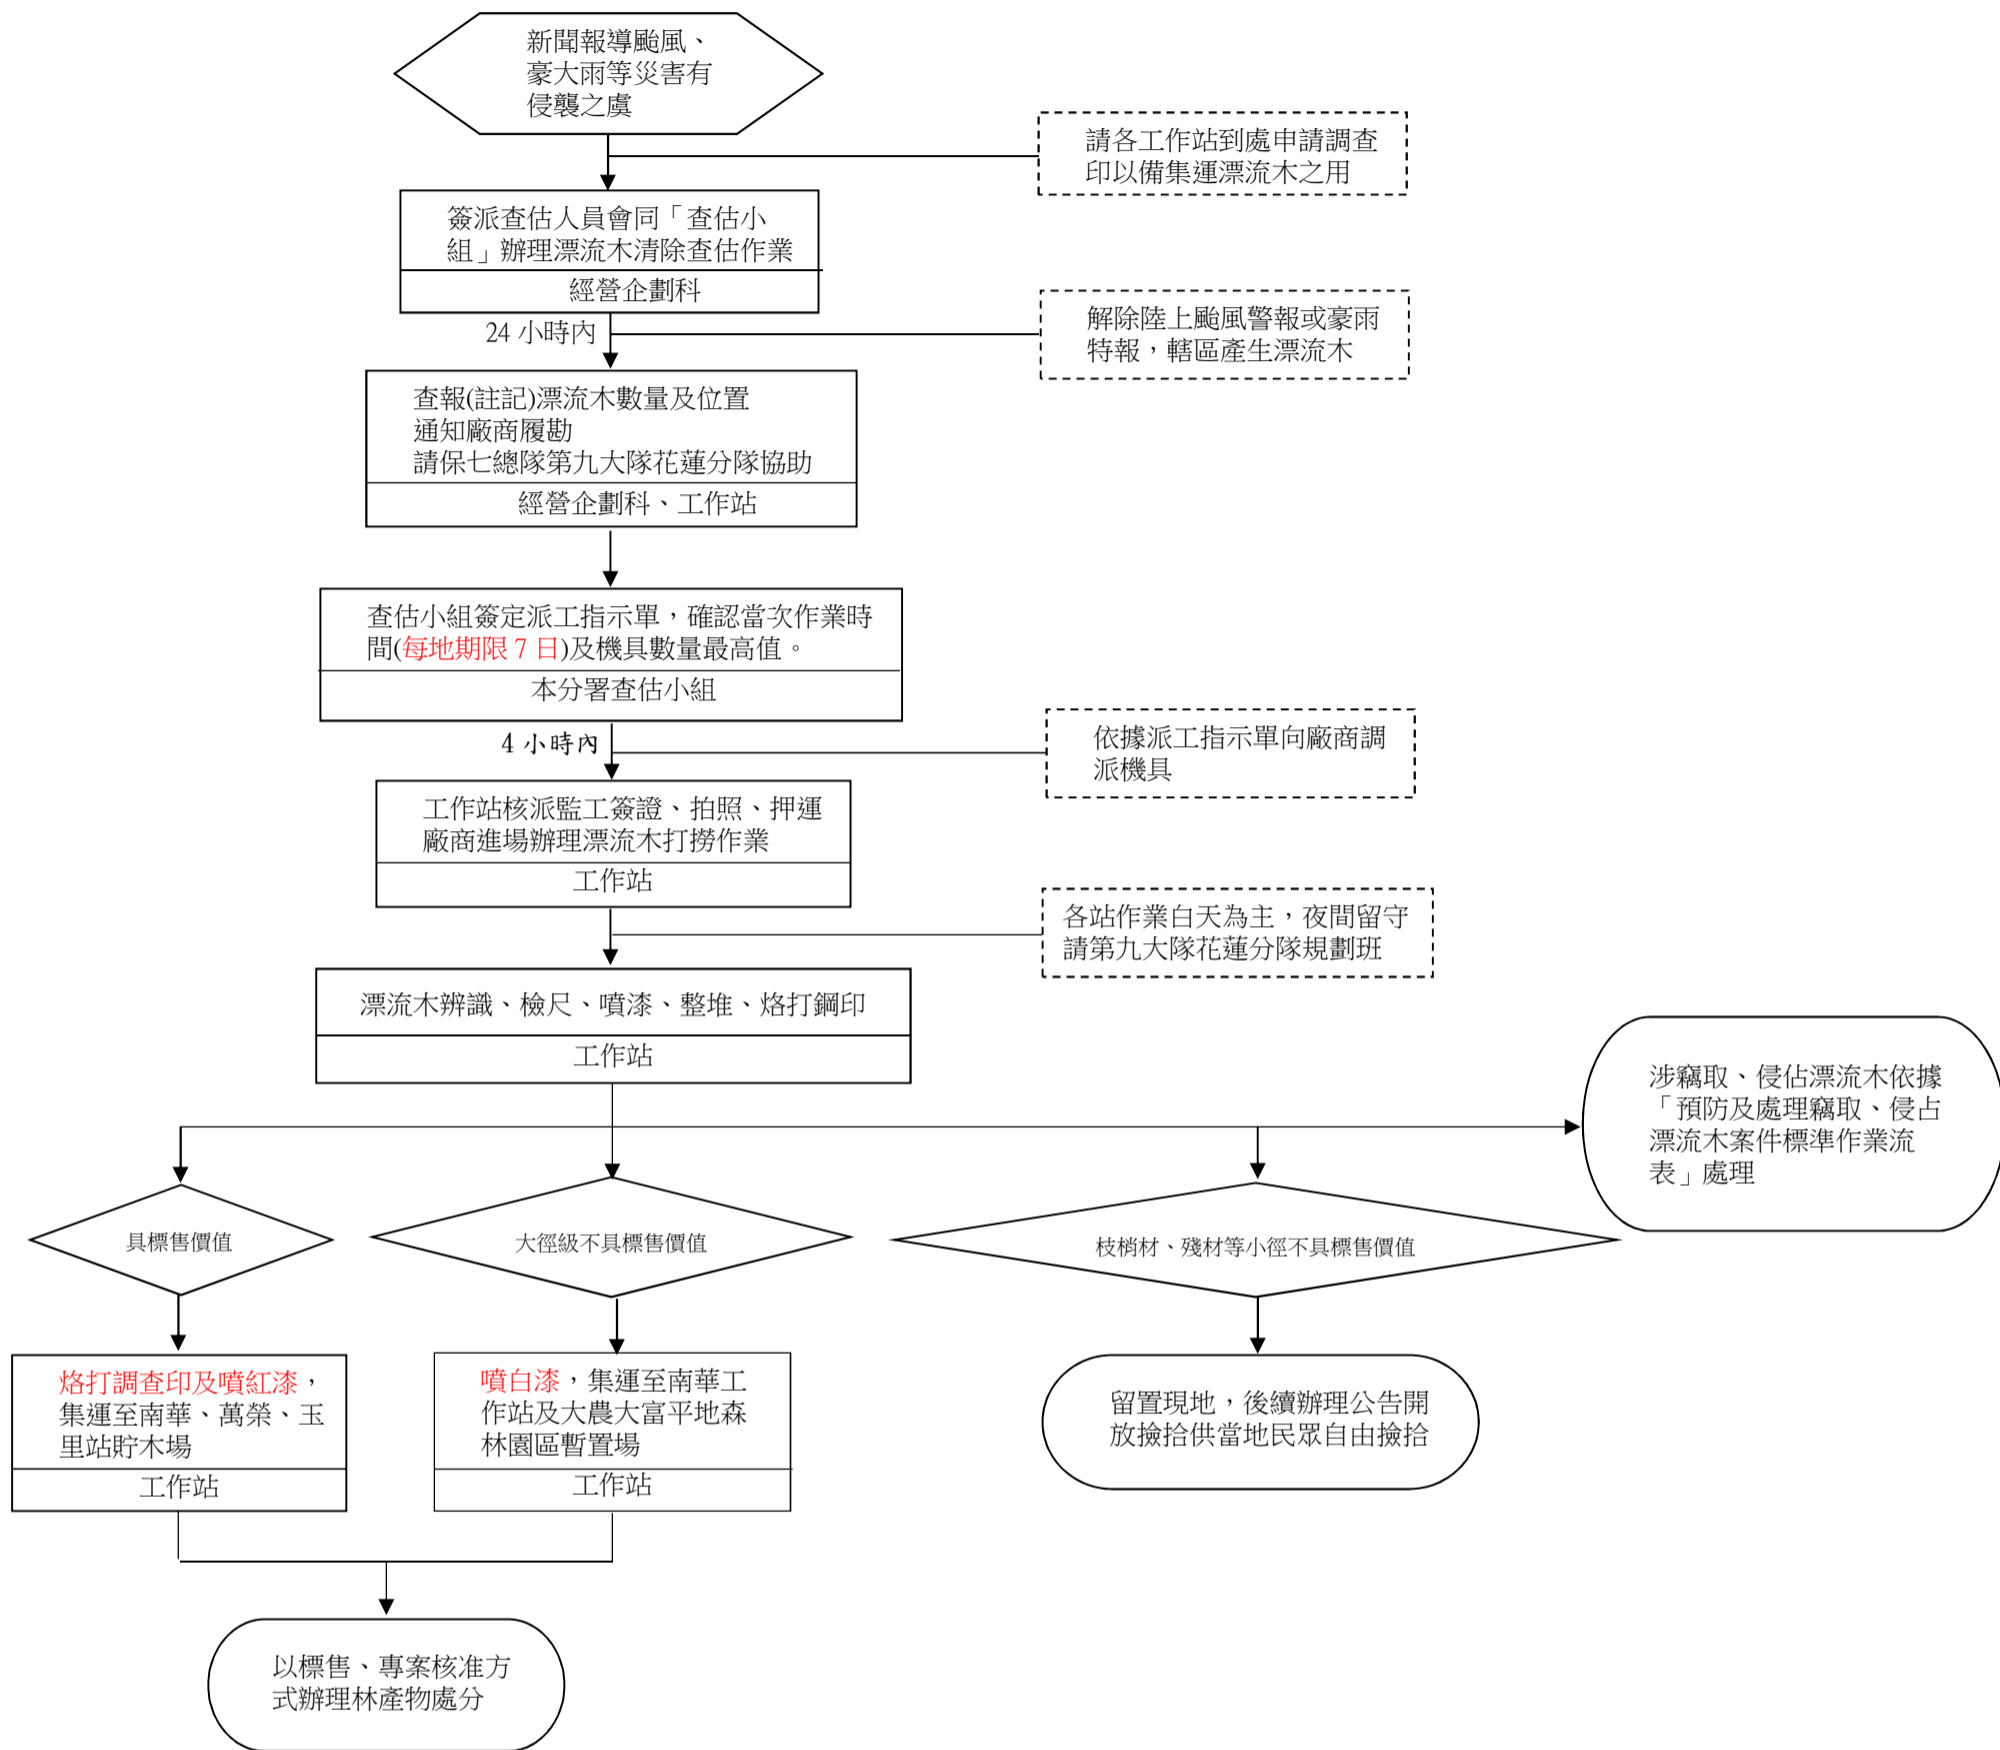 新聞報導颱風、
豪大雨等災害有
侵襲之虞
請各工作站到處申請調查
印以備集運漂流木之用
簽派查估人員會同「查估小
組」辦理漂流木清除查估作業
經營企劃科
24 小時內
解除陸上颱風警報或豪雨
特報，轄區產生漂流木
查報(註記)漂流木數量及位置
通知廠商履勘
請保七總隊第九大隊花蓮分隊協助
經營企劃科、工作站
查估小組簽定派工指示單，確認當次作業時
間(每地期限 7 日)及機具數量最高值。
本分署查估小組
4 小時內
依據派工指示單向廠商調
派機具
工作站核派監工簽證、拍照、押運
廠商進場辦理漂流木打撈作業
工作站
各站作業白天為主，夜間留守
請第九大隊花蓮分隊規劃班
漂流木辨識、檢尺、噴漆、整堆、烙打鋼印
工作站
涉竊取、侵佔漂流木依據
「預防及處理竊取、侵占
漂流木案件標準作業流
表」處理
具標售價值
大徑級不具標售價值
枝梢材、殘材等小徑不具標售價值
烙打調查印及噴紅漆，
集運至南華、萬榮、玉
里站貯木場
工作站
噴白漆，集運至南華工
作站及大農大富平地森
林園區暫置場
工作站
留置現地，後續辦理公告開
放撿拾供當地民眾自由撿拾
以標售、專案核准方
式辦理林產物處分